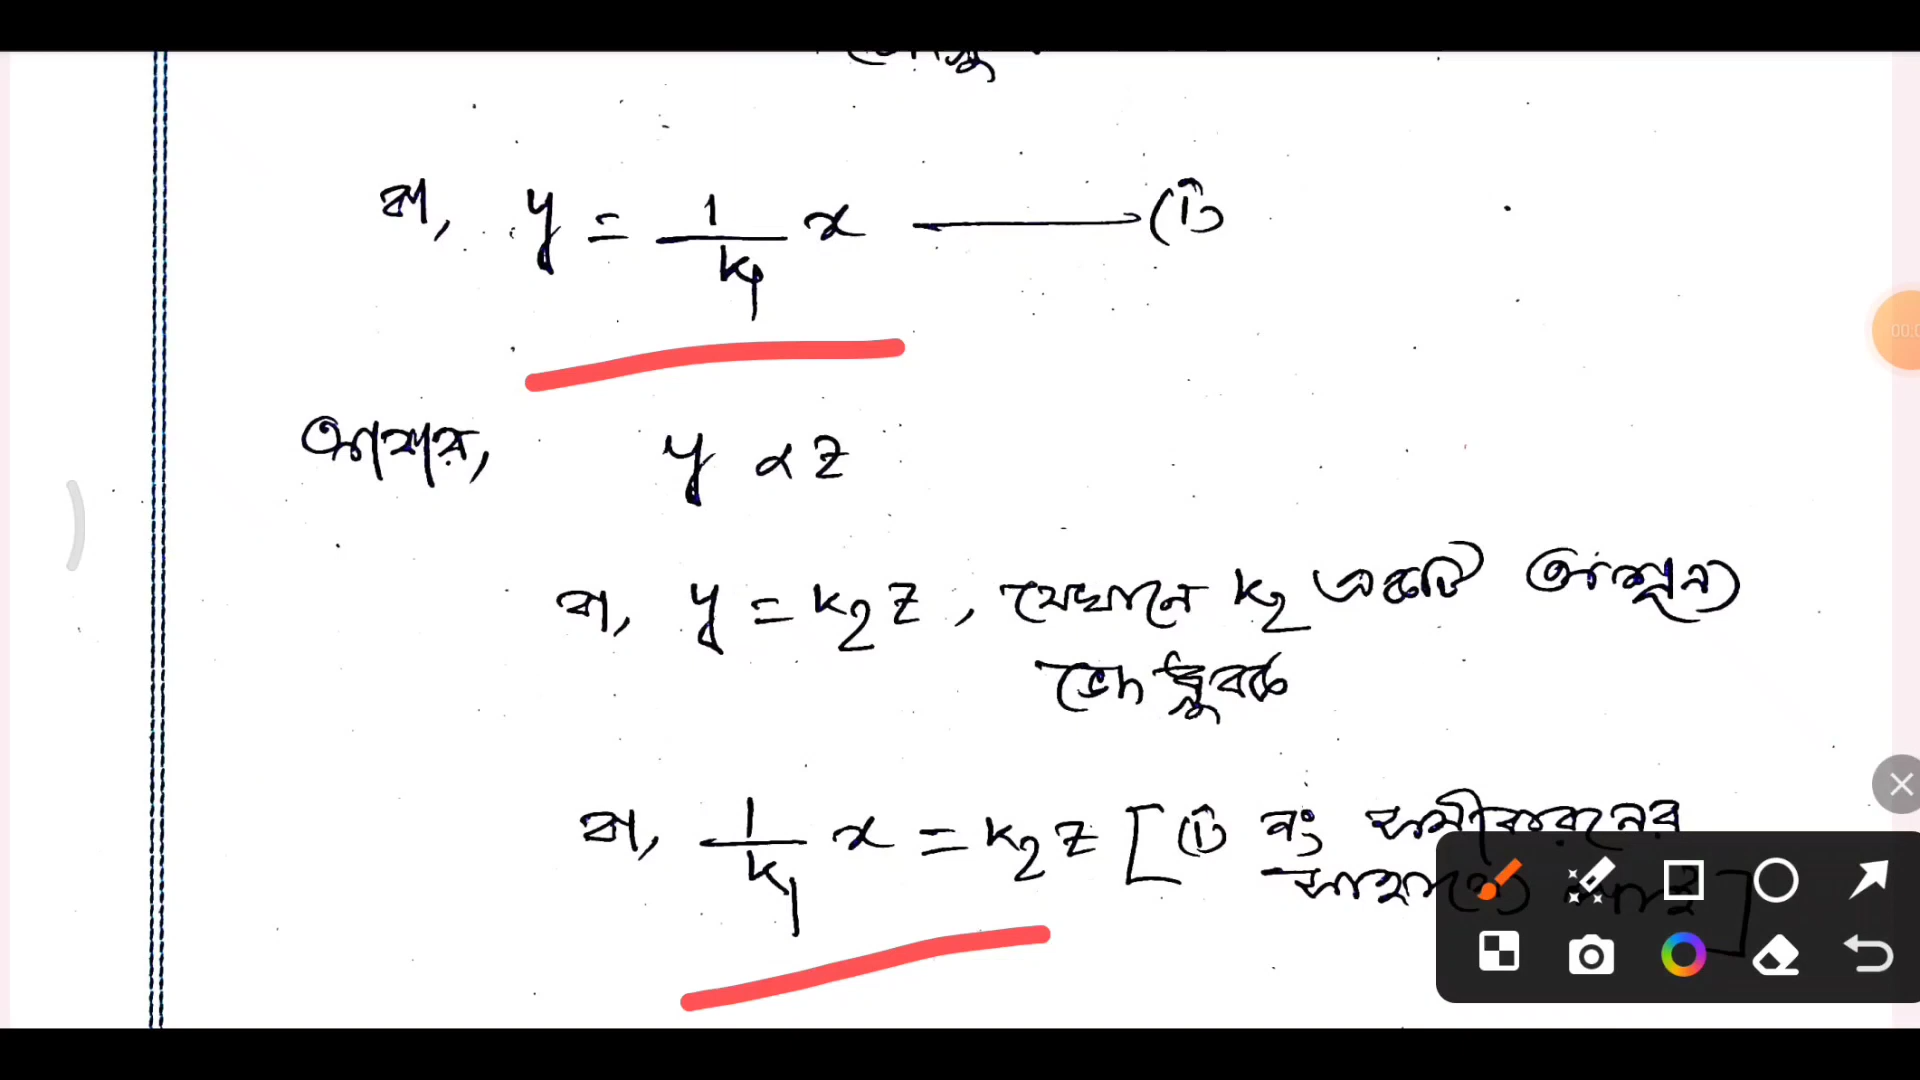 বা, y = 1/k₁ x ——— (i)
আবার, y ∝ z
বা, y = k₂z, যেখানে k₂ একটি অশূন্য
ভেদ ধ্রুবক
বা, 1/k₁ x = k₂z [(i) নং সমীকরণের
সাহায্যে